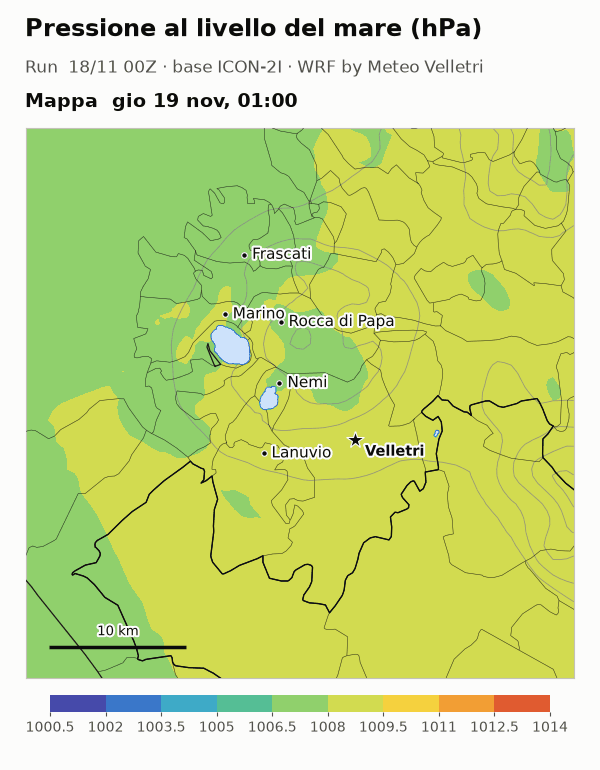 Pressione al livello del mare (hPa)
Run  18/11 00Z · base ICON-2I · WRF by Meteo Velletri
Mappa  gio 19 nov, 01:00
Frascati
Marino
Rocca di Papa
Nemi
Velletri
Lanuvio
10 km
1000.5 1002 1003.5 1005 1006.5 1008 1009.5 1011 1012.5 1014